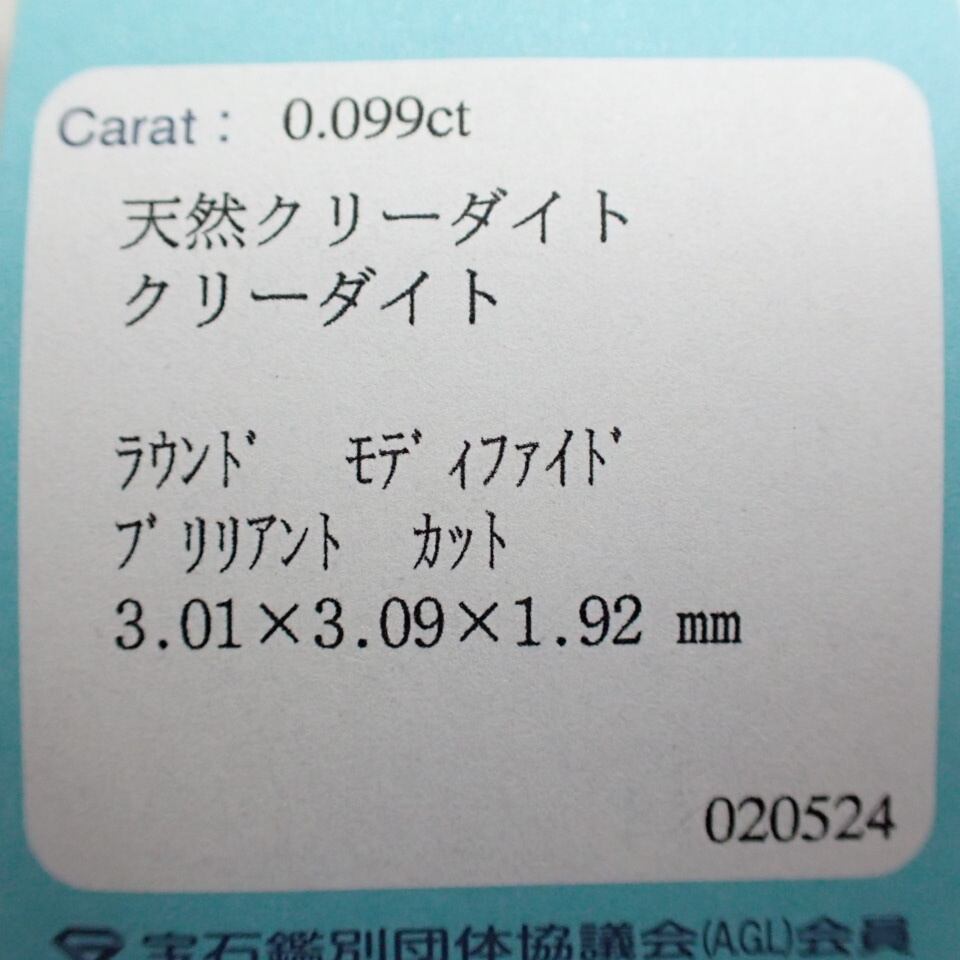 Carat : 0.099ct
天然クリーダイト
クリーダイト
ﾗｳﾝﾄﾞ ﾓﾃﾞｨﾌｧｲﾄﾞ
ﾌﾞﾘﾘｱﾝﾄ ｶｯﾄ
3.01×3.09×1.92 mm
020524
宝石鑑別団体協議会(AGL)会員